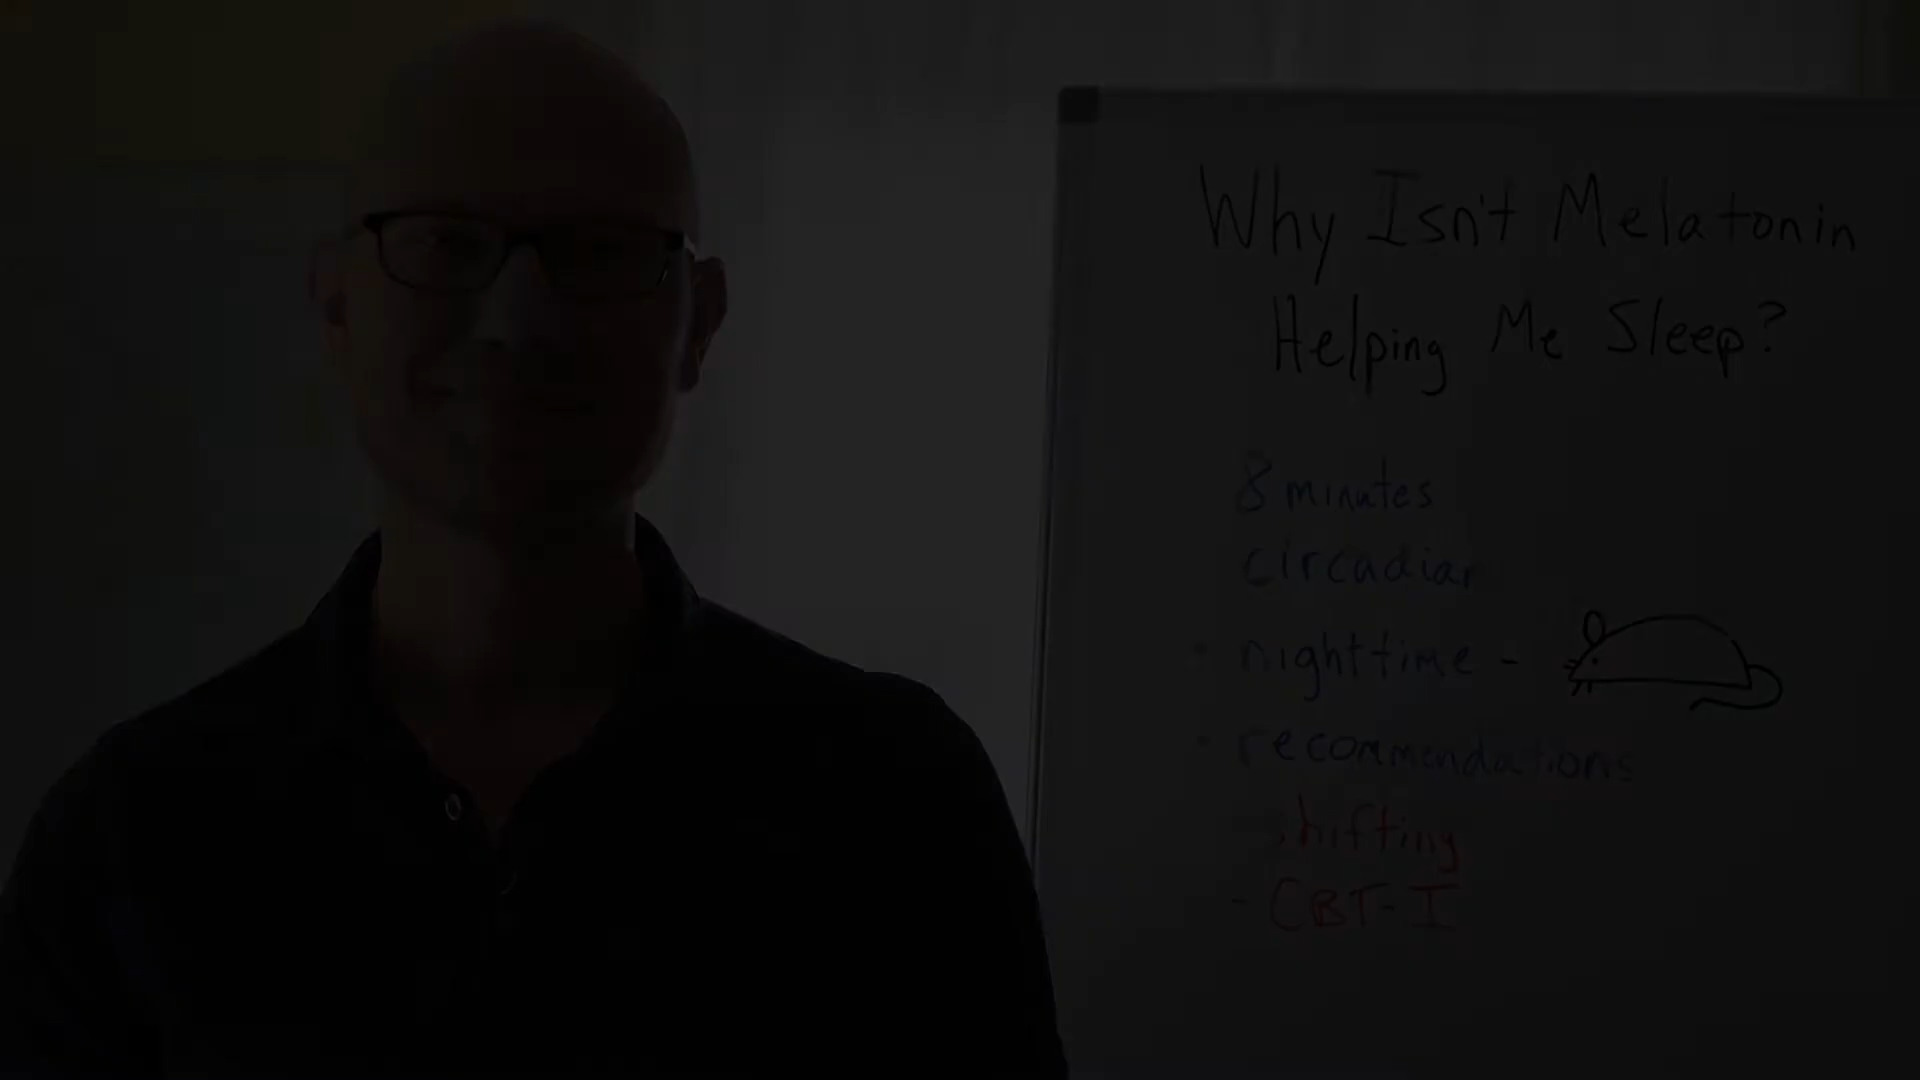 Why Isn't Melatonin
Helping Me Sleep?
8 minutes
circadian
• nighttime -
• recommendations
shifting
- CBT-I